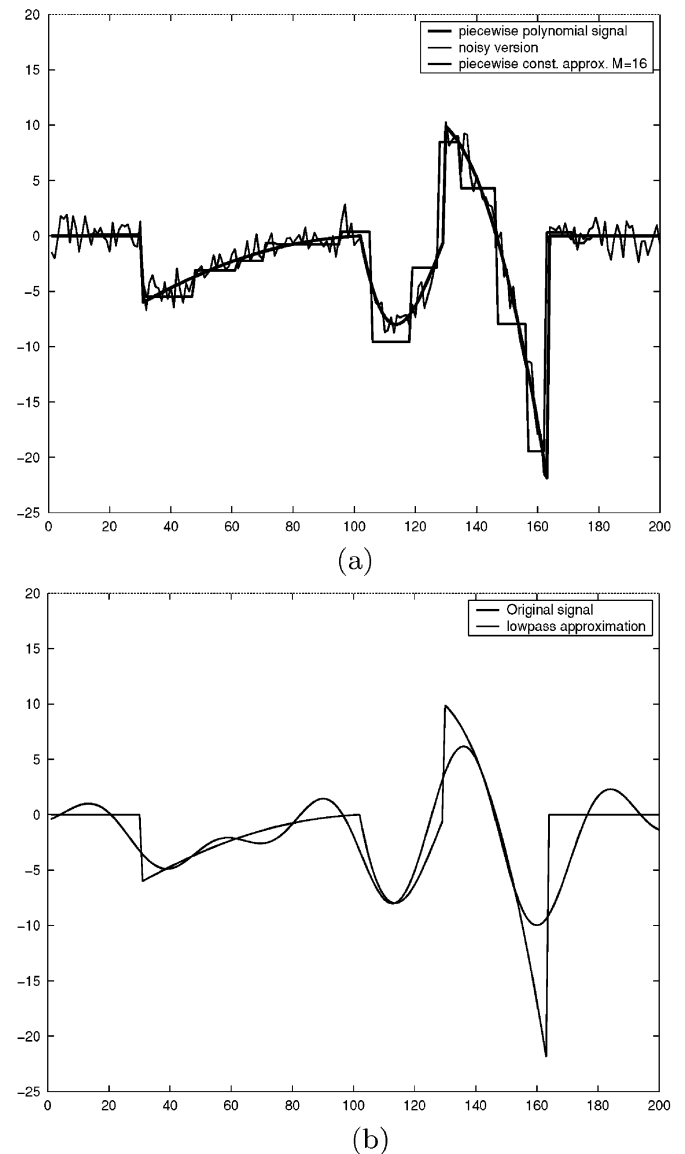 20
15
10
5
0
−5
−10
−15
−20
−25
piecewise polynomial signal
noisy version
piecewise const. approx. M=16
0 20 40 60 80 100 120 140 160 180 200
(a)
20
15
10
5
0
−5
−10
−15
−20
−25
Original signal
lowpass approximation
0 20 40 60 80 100 120 140 160 180 200
(b)